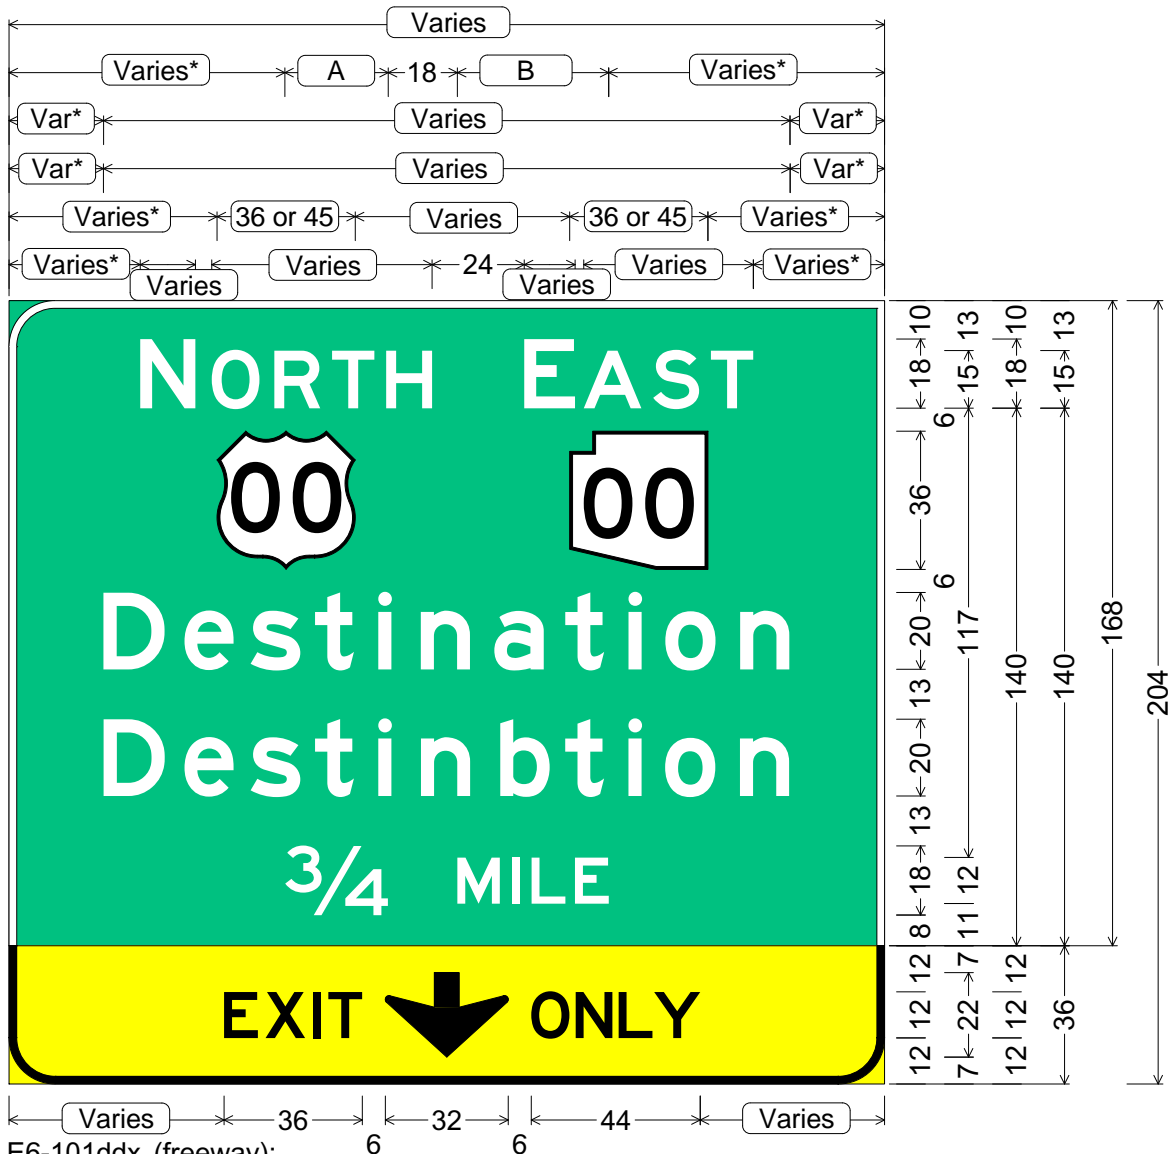 Varies
Varies* A 18 B Varies*
Var* Varies Var*
Var* Varies Var*
Varies* 36 or 45 Varies 36 or 45 Varies*
Varies* Varies 24 Varies Varies*
Varies Varies
NORTH EAST
00 00
Destination
Destinbtion
3/4 MILE
EXIT ONLY
10 18 36 20 13 20 13 18 8 12 12 12
13 15 6 6 117 12 11 7 22 7
10 18 140 12 12 12
13 15 140 36
168
204
Varies 36 32 44 Varies
6 6
E6-101ddx (freeway):